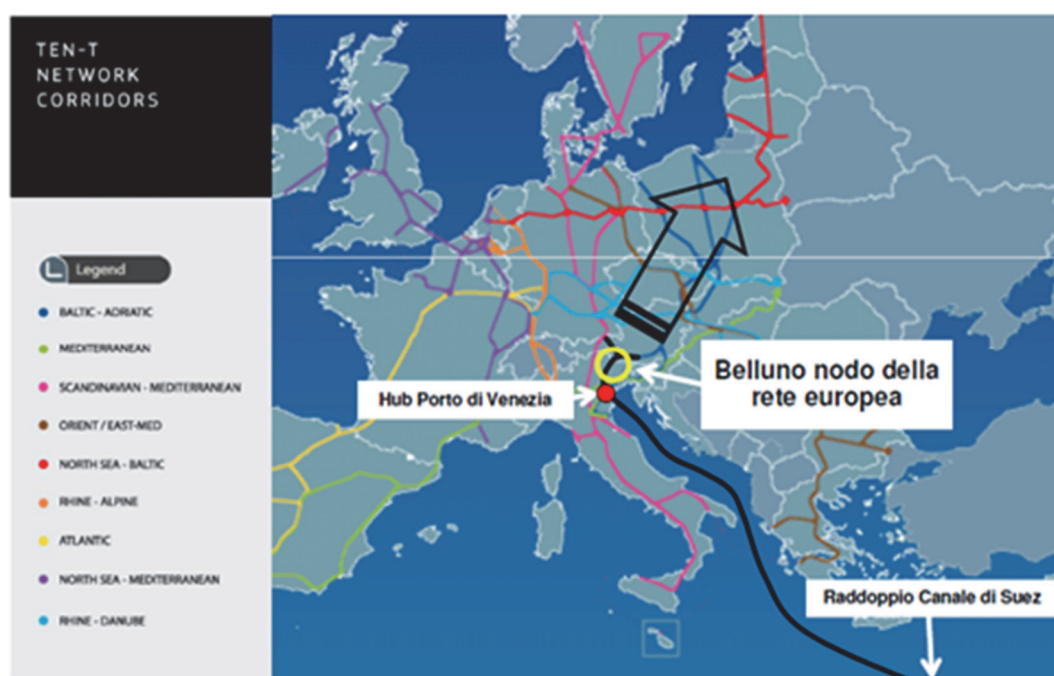 TEN-T
NETWORK
CORRIDORS
Legend
BALTIC - ADRIATIC
MEDITERRANEAN
SCANDINAVIAN - MEDITERRANEAN
ORIENT / EAST-MED
NORTH SEA - BALTIC
RHINE - ALPINE
ATLANTIC
NORTH SEA - MEDITERRANEAN
RHINE - DANUBE
Belluno nodo della
rete europea
Hub Porto di Venezia
Raddoppio Canale di Suez